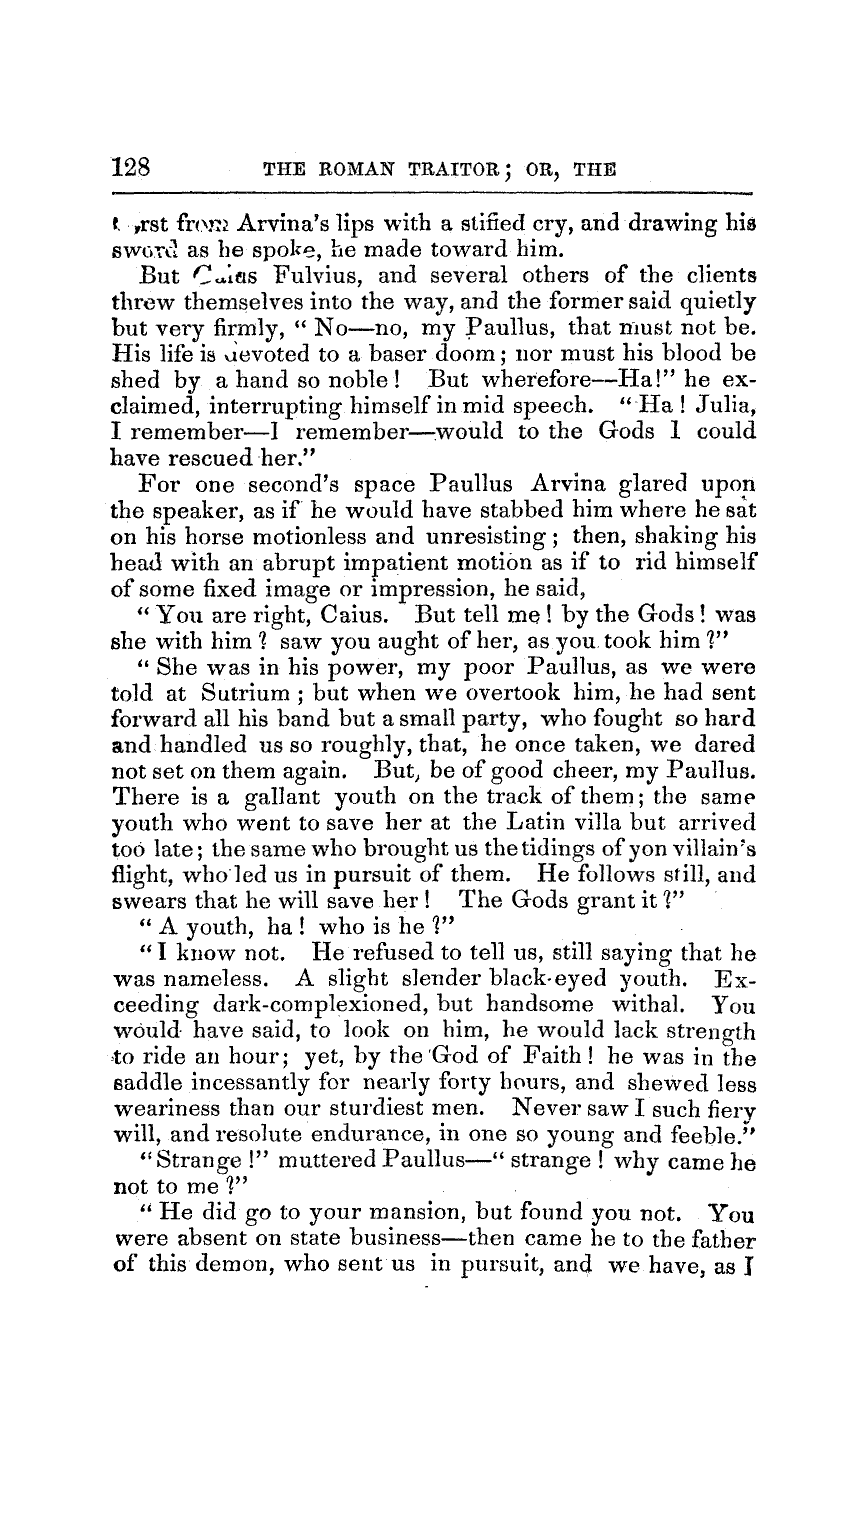 128 THE ROMAN TRAITOR; OR, THE
from Arvina's lips with a stifled cry, and drawing his
sword as he spoke, he made toward him.
But Caius Fulvius, and several others of the clients
threw themselves into the way, and the former said quietly
but very firmly, "No—no, my Paullus, that must not be.
His life is devoted to a baser doom; nor must his blood be
shed by a hand so noble! But wherefore—Ha!" he ex-
claimed, interrupting himself in mid speech. "Ha! Julia,
I remember—I remember—would to the Gods I could
have rescued her."
For one second's space Paullus Arvina glared upon
the speaker, as if he would have stabbed him where he sat
on his horse motionless and unresisting; then, shaking his
head with an abrupt impatient motion as if to rid himself
of some fixed image or impression, he said,
"You are right, Caius. But tell me! by the Gods! was
she with him? saw you aught of her, as you took him?"
"She was in his power, my poor Paullus, as we were
told at Sutrium; but when we overtook him, he had sent
forward all his band but a small party, who fought so hard
and handled us so roughly, that, he once taken, we dared
not set on them again. But, be of good cheer, my Paullus.
There is a gallant youth on the track of them; the same
youth who went to save her at the Latin villa but arrived
too late; the same who brought us the tidings of yon villain's
flight, who led us in pursuit of them. He follows still, and
swears that he will save her! The Gods grant it?"
"A youth, ha! who is he?"
"I know not. He refused to tell us, still saying that he
was nameless. A slight slender black-eyed youth. Ex-
ceeding dark-complexioned, but handsome withal. You
would have said, to look on him, he would lack strength
to ride an hour; yet, by the God of Faith! he was in the
saddle incessantly for nearly forty hours, and shewed less
weariness than our sturdiest men. Never saw I such fiery
will, and resolute endurance, in one so young and feeble."
"Strange!" muttered Paullus—"strange! why came he
not to me?"
"He did go to your mansion, but found you not. You
were absent on state business—then came he to the father
of this demon, who sent us in pursuit, and we have, as I